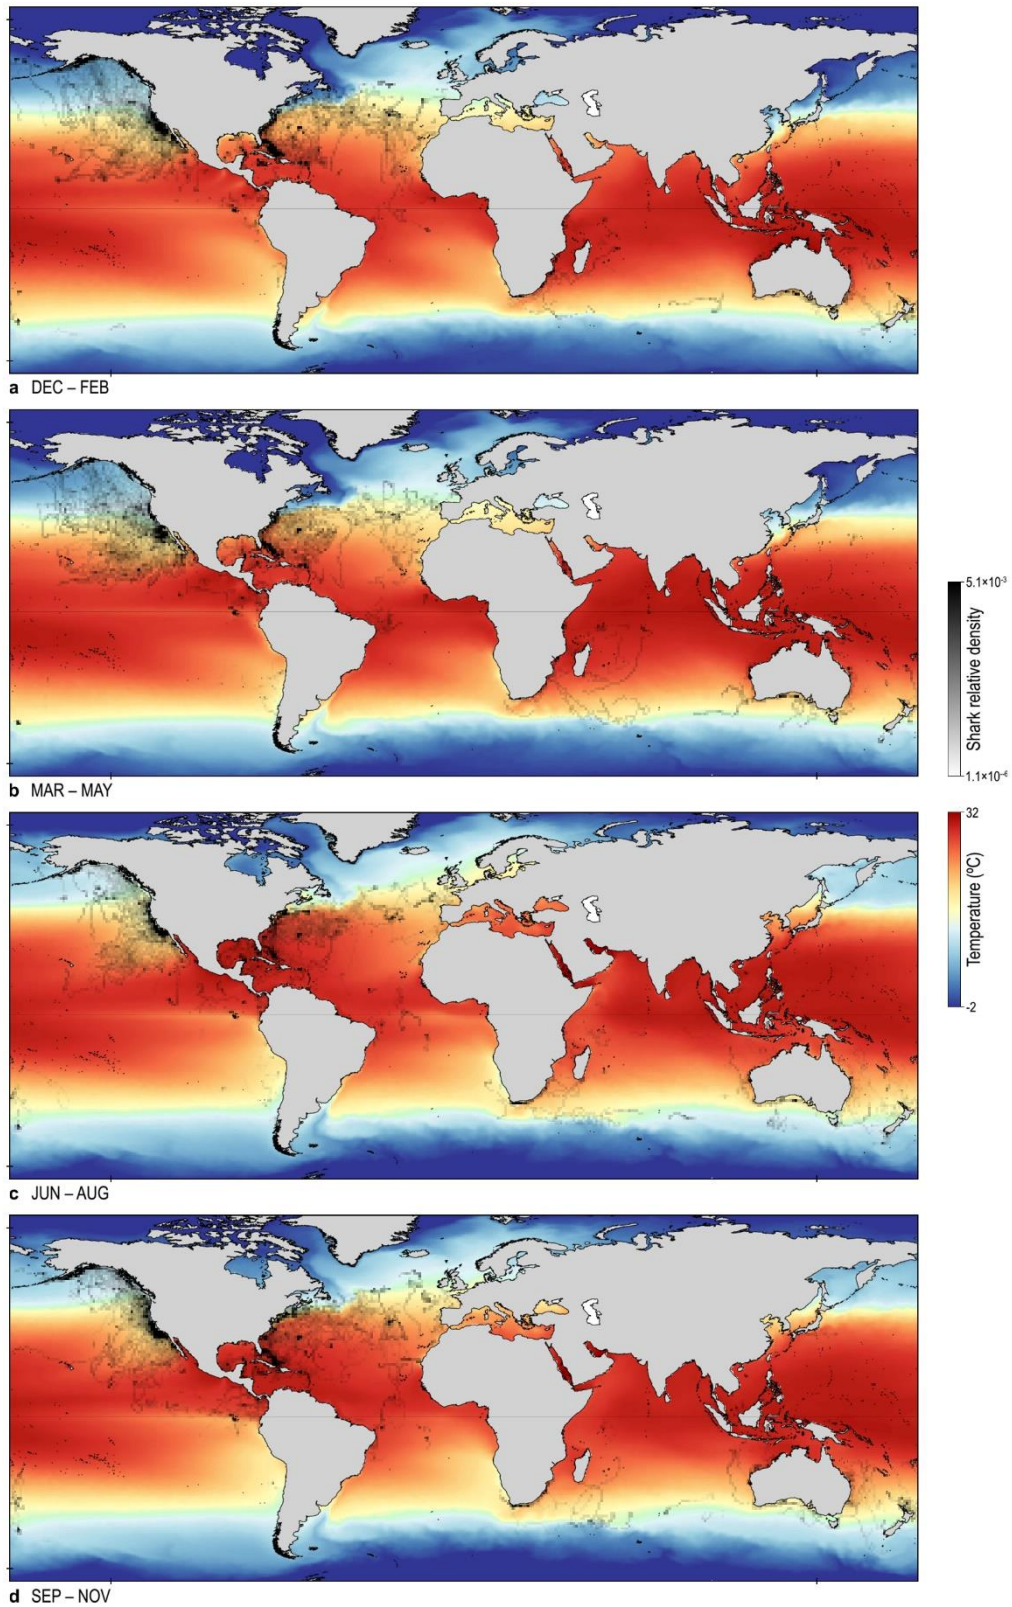 a DEC – FEB
b MAR – MAY
5.1×10⁻³
Shark relative density
1.1×10⁻⁶
32
Temperature (ºC)
-2
c JUN – AUG
d SEP – NOV